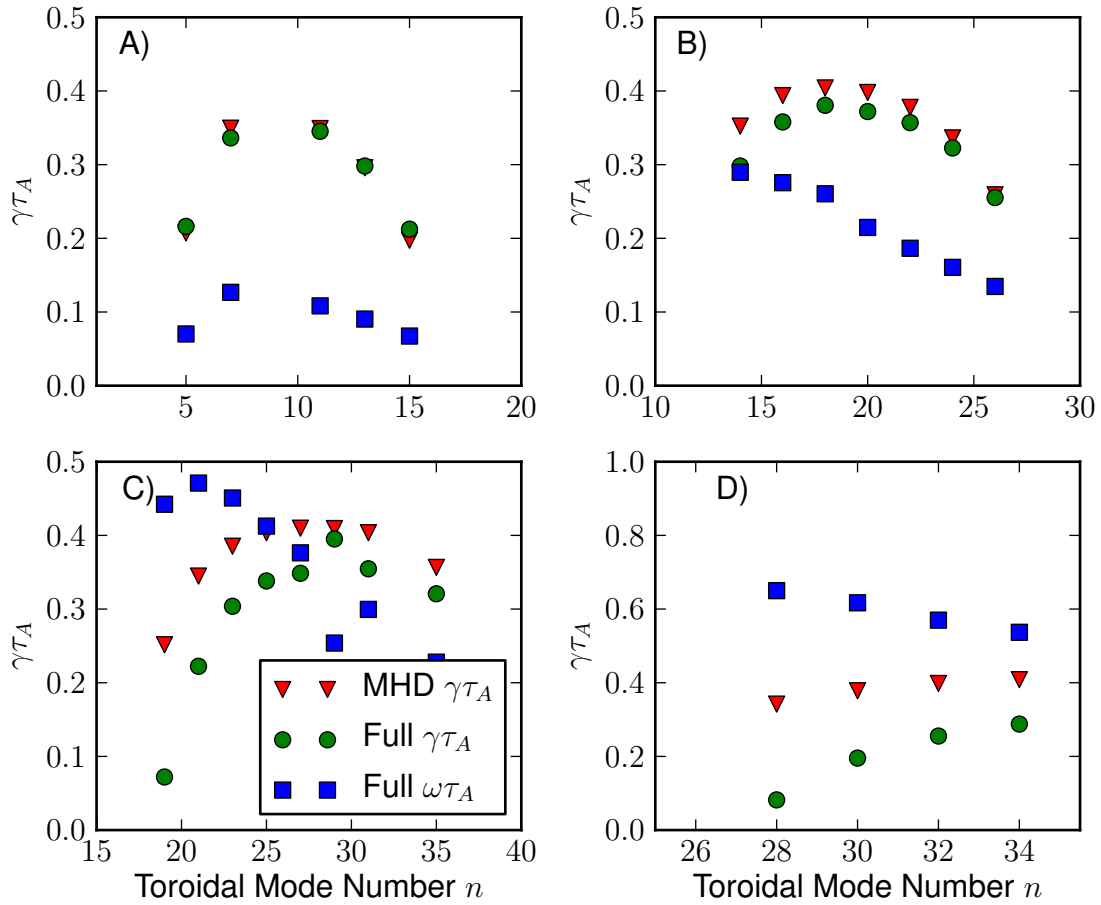 A)
γτ_A
0.5
0.4
0.3
0.2
0.1
0.0
5 10 15 20
B)
γτ_A
0.5
0.4
0.3
0.2
0.1
0.0
10 15 20 25 30
C)
γτ_A
0.5
0.4
0.3
0.2
0.1
0.0
MHD γτ_A
Full γτ_A
Full ωτ_A
15 20 25 30 35 40
Toroidal Mode Number n
D)
γτ_A
1.0
0.8
0.6
0.4
0.2
0.0
26 28 30 32 34
Toroidal Mode Number n